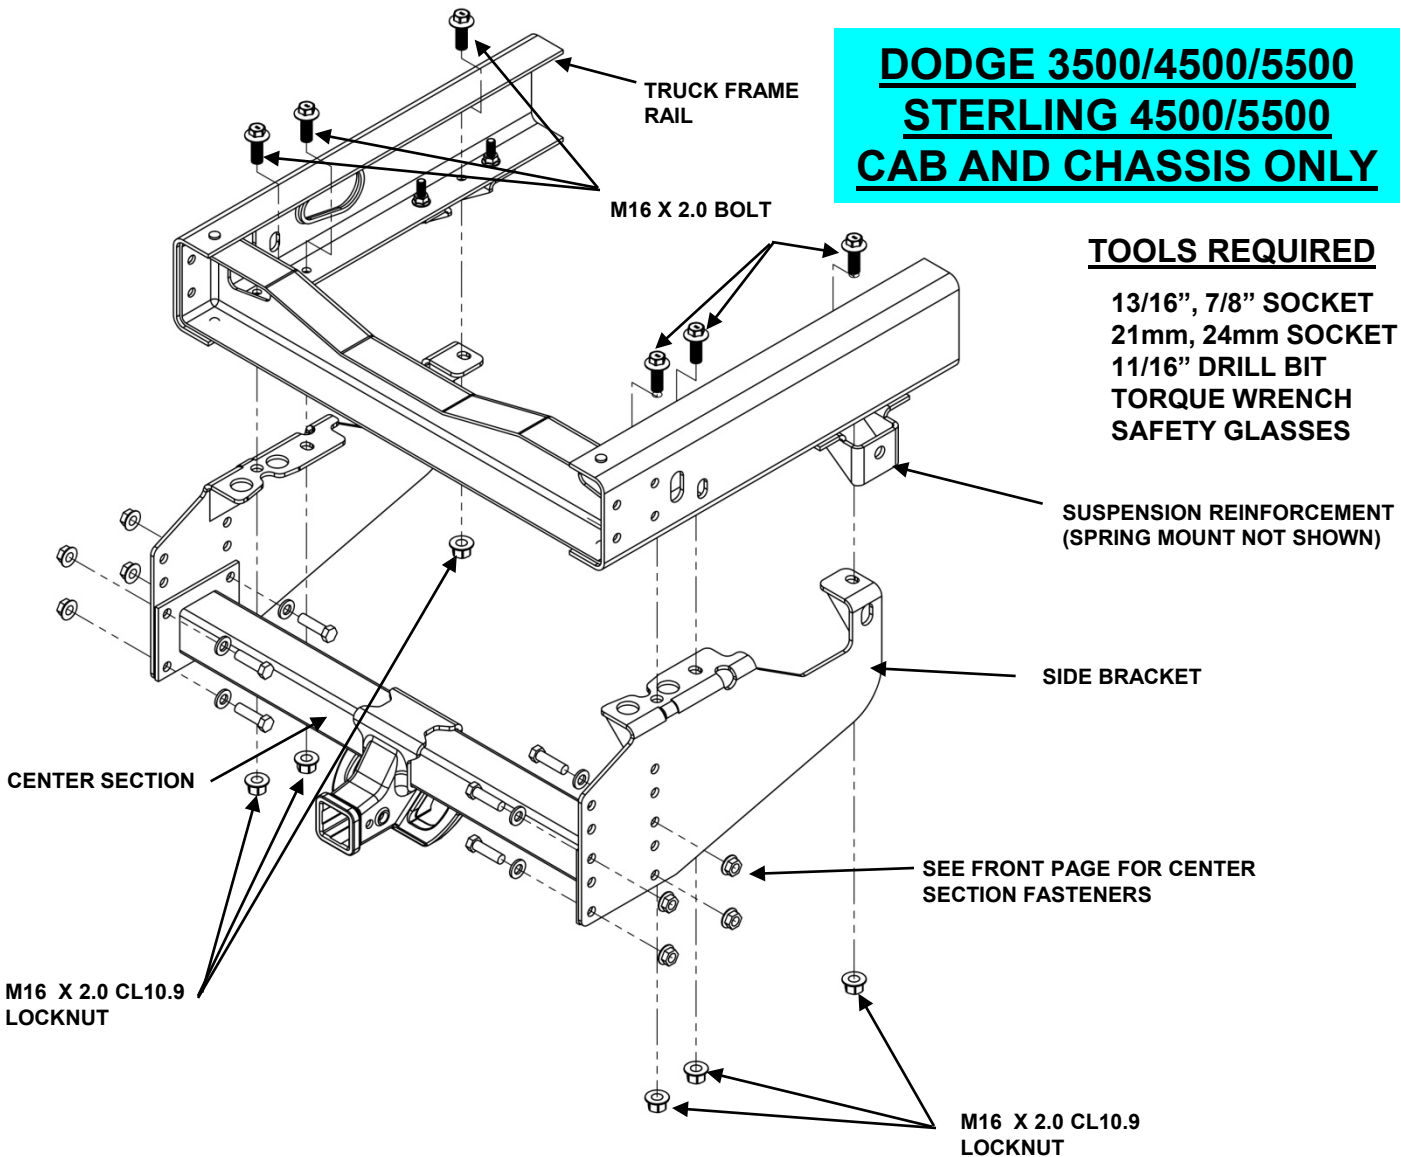 DODGE 3500/4500/5500
STERLING 4500/5500
CAB AND CHASSIS ONLY
TRUCK FRAME
RAIL
M16 X 2.0 BOLT
TOOLS REQUIRED
13/16”, 7/8” SOCKET
21mm, 24mm SOCKET
11/16” DRILL BIT
TORQUE WRENCH
SAFETY GLASSES
SUSPENSION REINFORCEMENT
(SPRING MOUNT NOT SHOWN)
SIDE BRACKET
CENTER SECTION
SEE FRONT PAGE FOR CENTER
SECTION FASTENERS
M16 X 2.0 CL10.9
LOCKNUT
M16 X 2.0 CL10.9
LOCKNUT